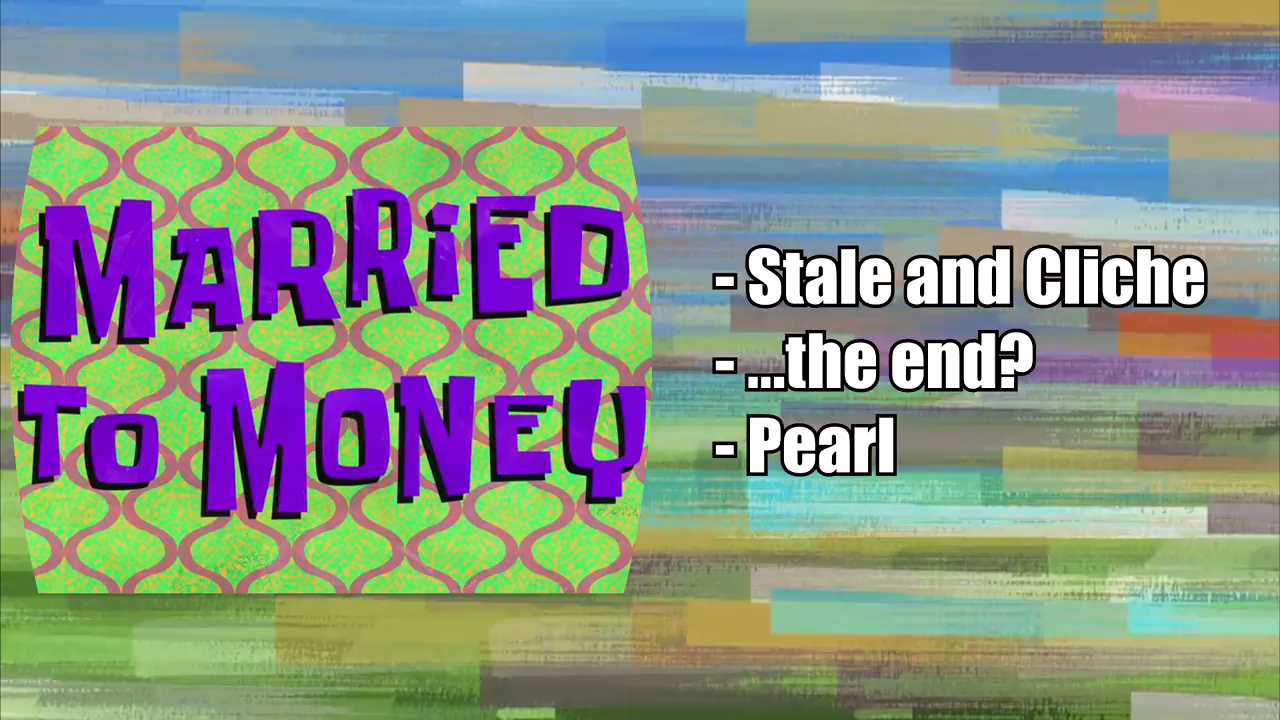 MARRiED
TO MONEY
- Stale and Cliche
- ...the end?
- Pearl